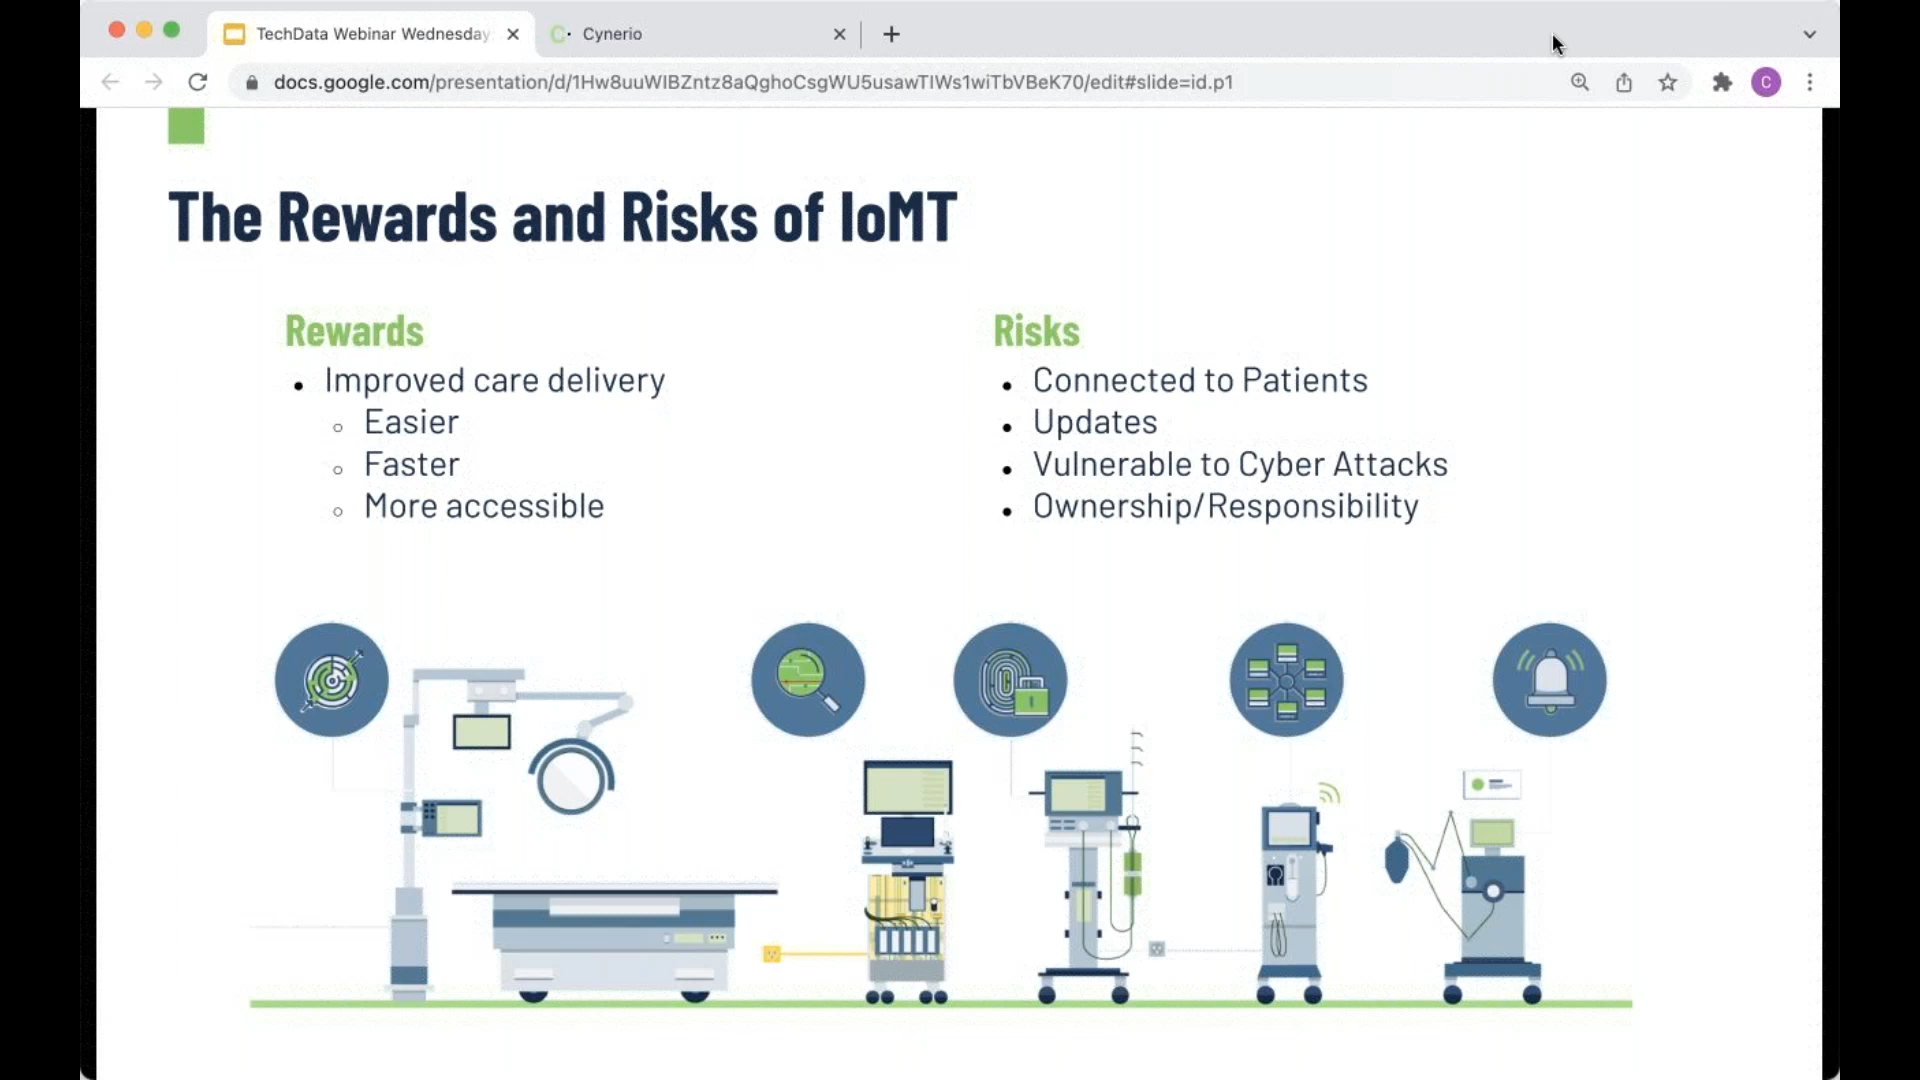 TechData Webinar Wednesday
Cynerio
docs.google.com/presentation/d/1Hw8uuWIBZntz8aQghoCsgWU5usawTIWs1wiTbVBeK70/edit#slide=id.p1
C
The Rewards and Risks of IoMT
Rewards
• Improved care delivery
○ Easier
○ Faster
○ More accessible
Risks
• Connected to Patients
• Updates
• Vulnerable to Cyber Attacks
• Ownership/Responsibility